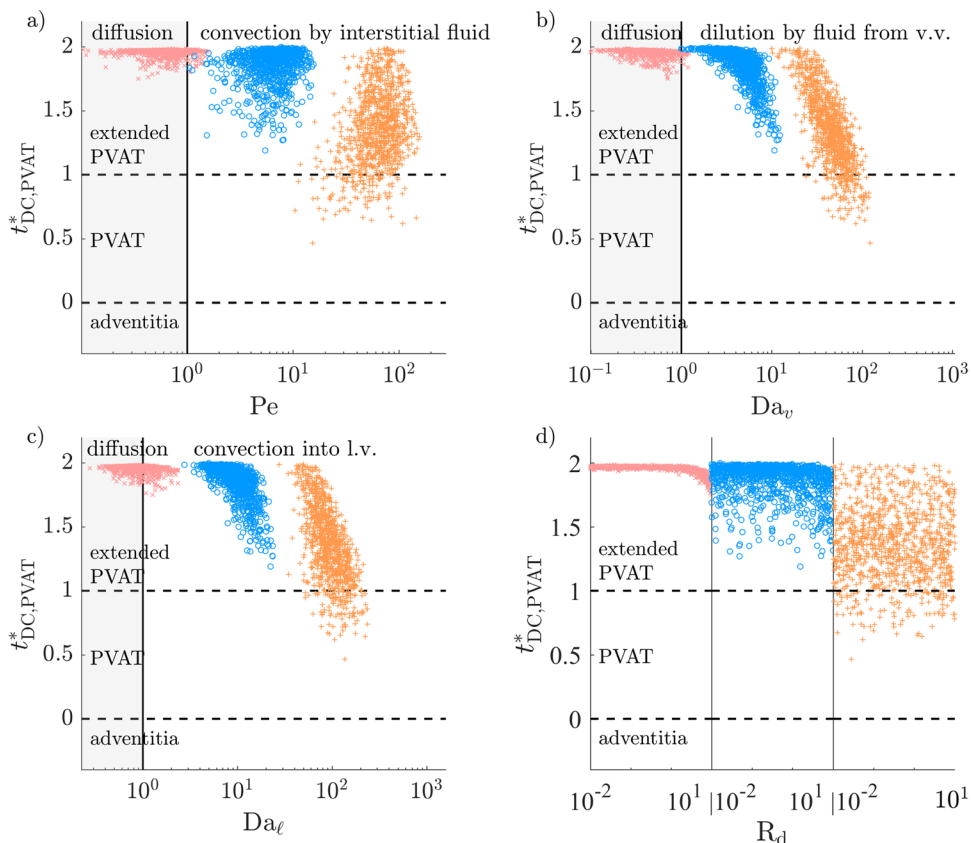 a)
diffusion convection by interstitial fluid
2
1.5
1
0.5
0
t*DC,PVAT
extended
PVAT
PVAT
adventitia
10^0 10^1 10^2
Pe
b)
diffusion dilution by fluid from v.v.
2
1.5
1
0.5
0
t*DC,PVAT
extended
PVAT
PVAT
adventitia
10^-1 10^0 10^1 10^2 10^3
Da_v
c)
diffusion convection into l.v.
2
1.5
1
0.5
0
t*DC,PVAT
extended
PVAT
PVAT
adventitia
10^0 10^1 10^2 10^3
Da_ℓ
d)
2
1.5
1
0.5
0
t*DC,PVAT
extended
PVAT
PVAT
adventitia
10^-2 10^1|10^-2 10^1|10^-2 10^1
R_d